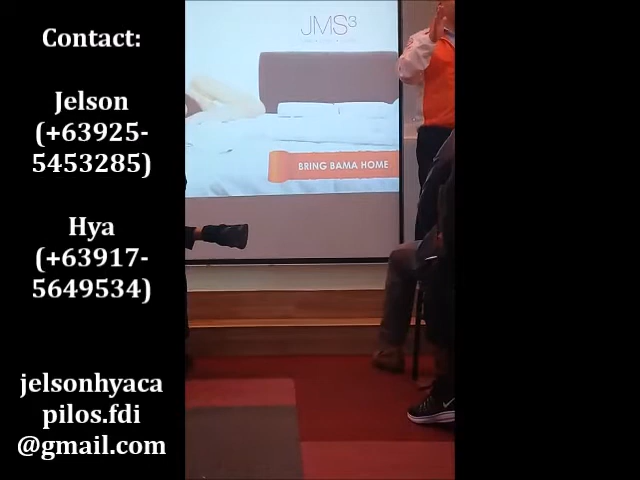 Contact:
Jelson
(+63925-
5453285)
Hya
(+63917-
5649534)
jelsonhyaca
pilos.fdi
@gmail.com
JMS³
BRING BAMA HOME